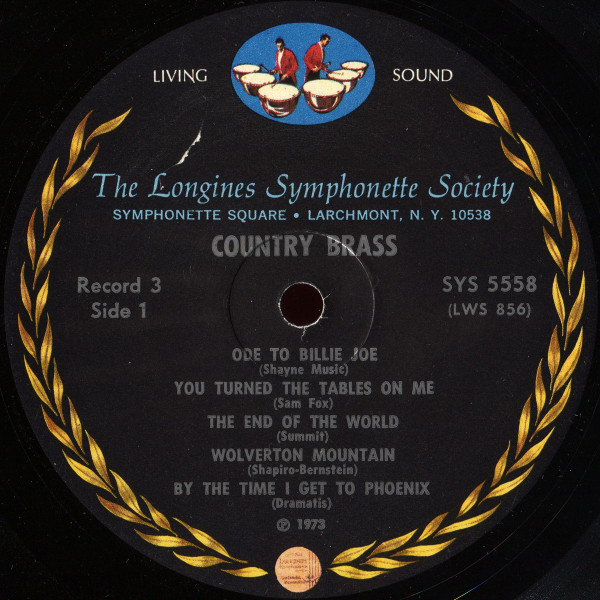 LIVING SOUND
The Longines Symphonette Society
SYMPHONETTE SQUARE • LARCHMONT, N. Y. 10538
COUNTRY BRASS
Record 3
Side 1
SYS 5558
(LWS 856)
ODE TO BILLIE JOE
(Shayne Music)
YOU TURNED THE TABLES ON ME
(Sam Fox)
THE END OF THE WORLD
(Summit)
WOLVERTON MOUNTAIN
(Shapiro-Bernstein)
BY THE TIME I GET TO PHOENIX
(Dramatis)
℗ 1973